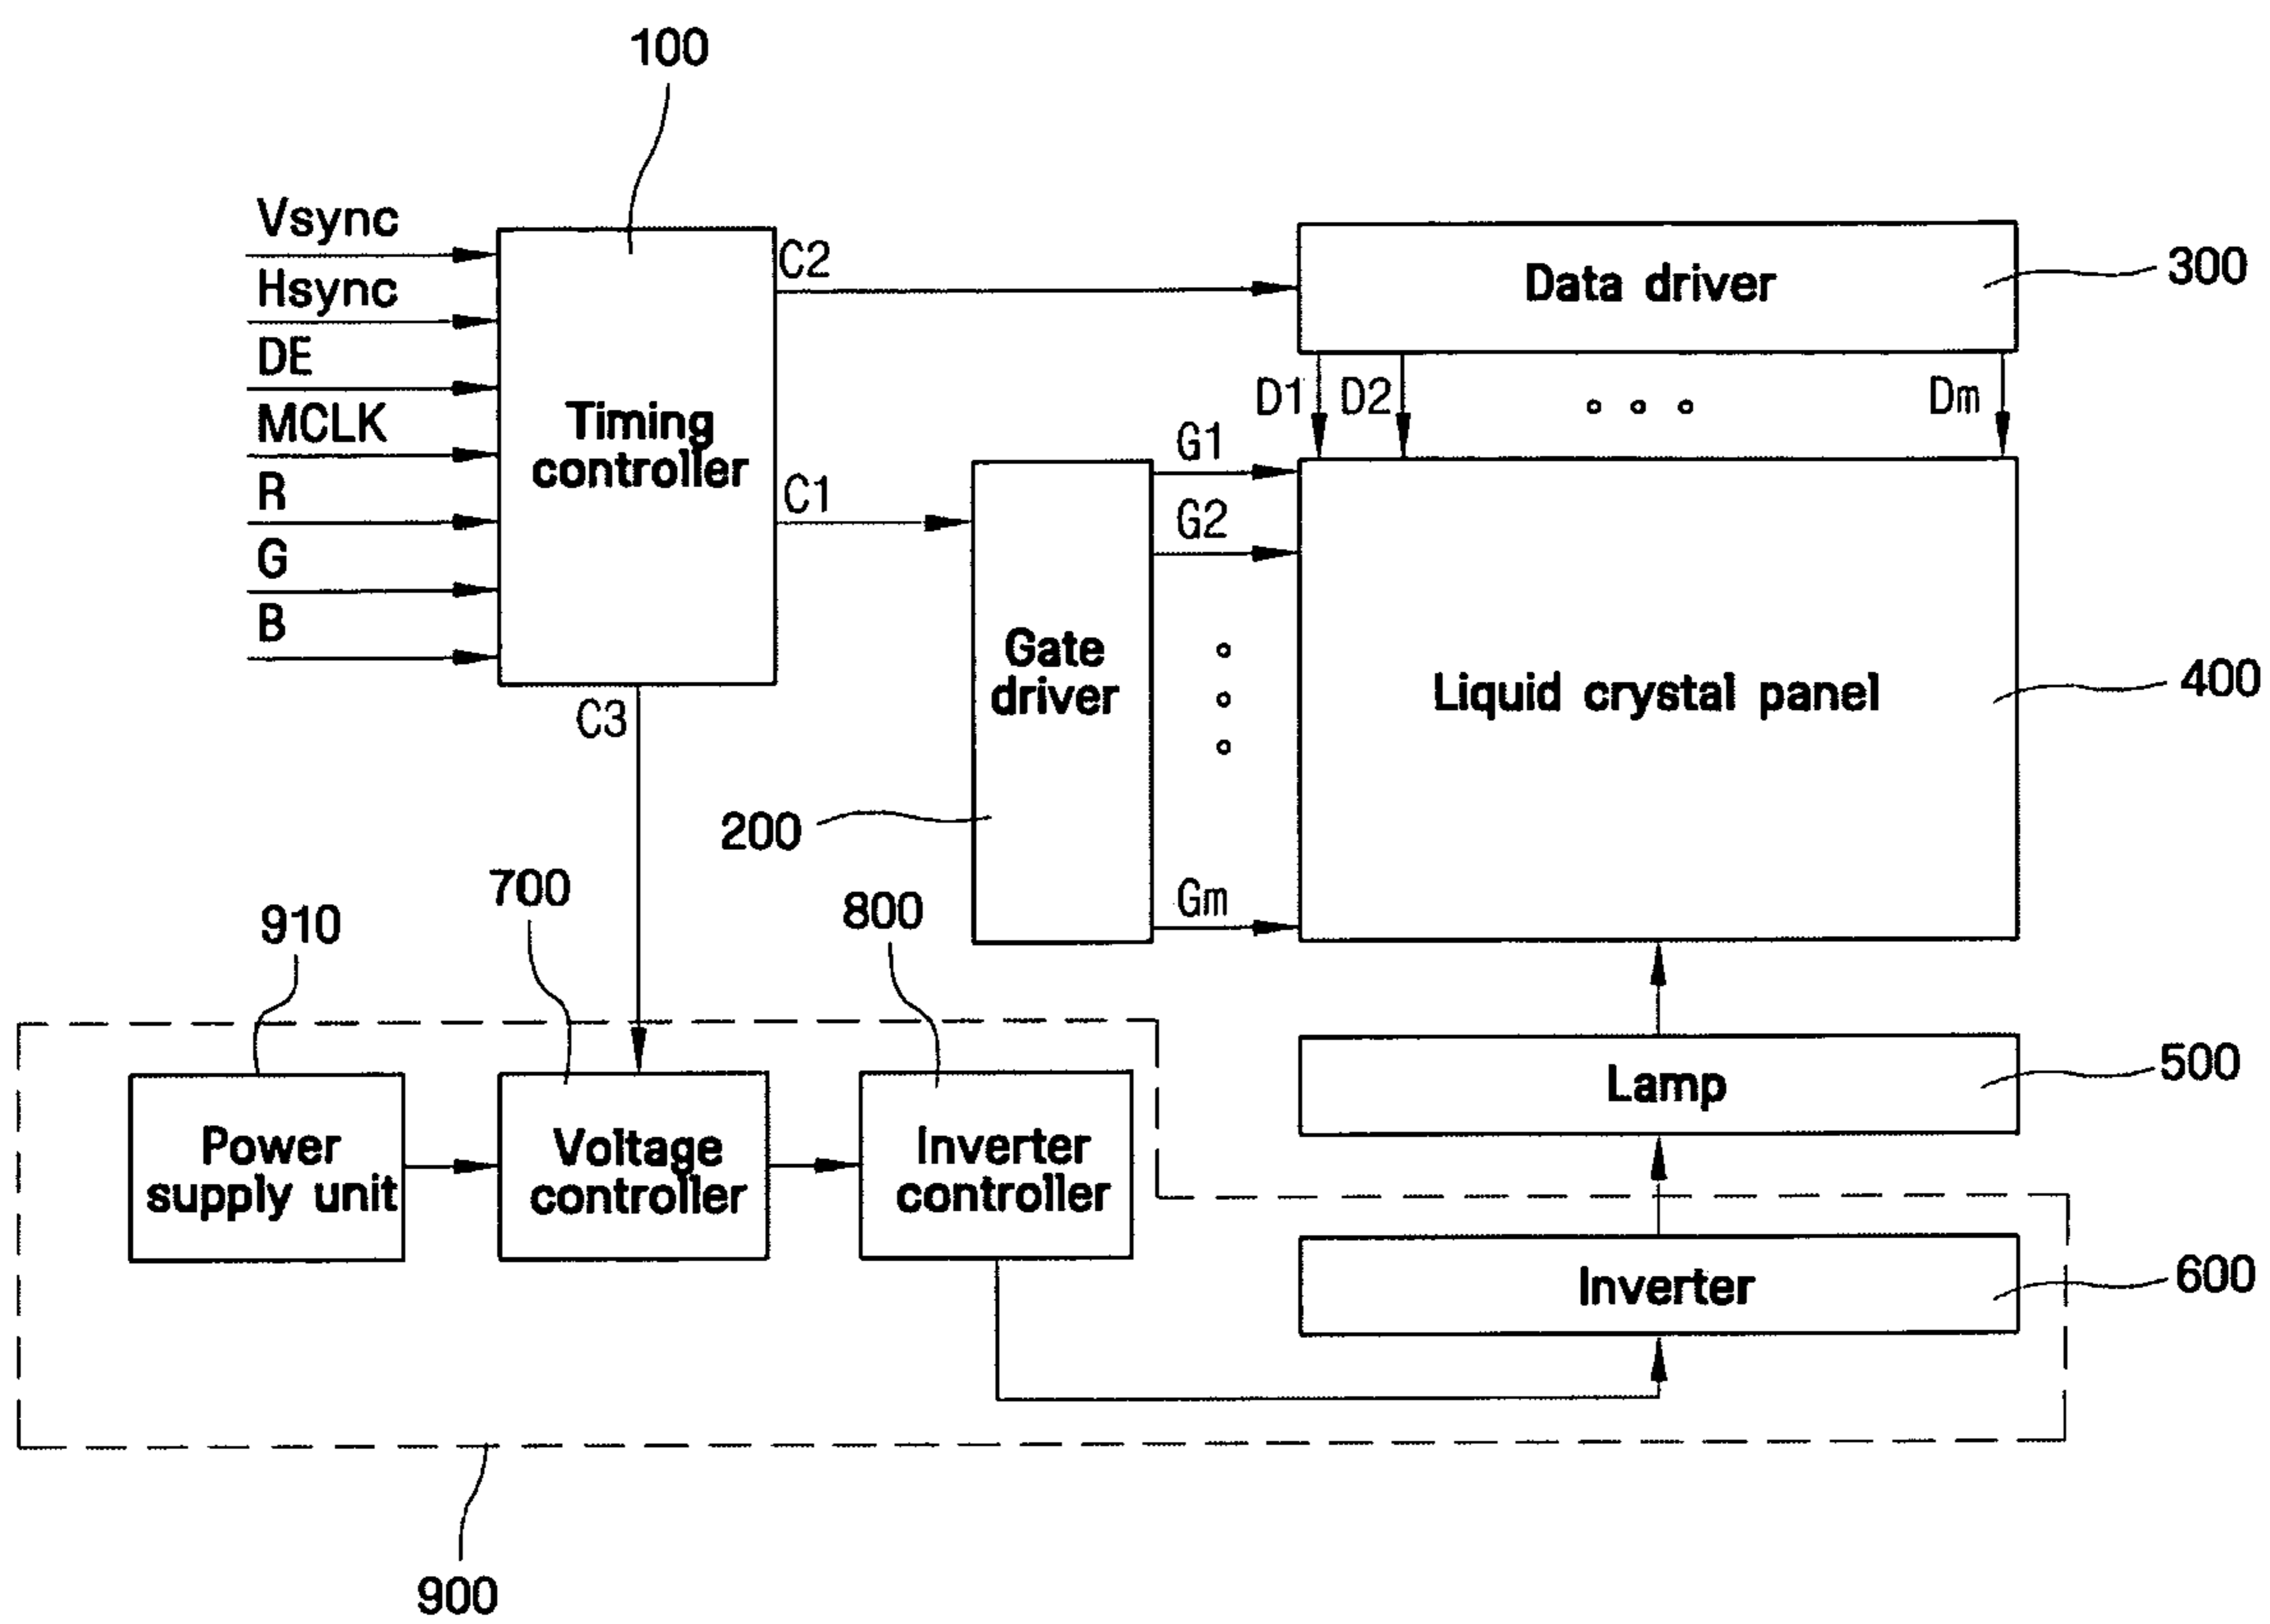 100
Vsync
Hsync
DE
MCLK
R
G
B
Timing
controller
C2
C1
C3
Data driver
300
D1
D2
Dm
G1
G2
Gm
Gate
driver
200
Liquid crystal panel
400
910
700
800
Power
supply unit
Voltage
controller
Inverter
controller
Lamp
500
Inverter
600
900